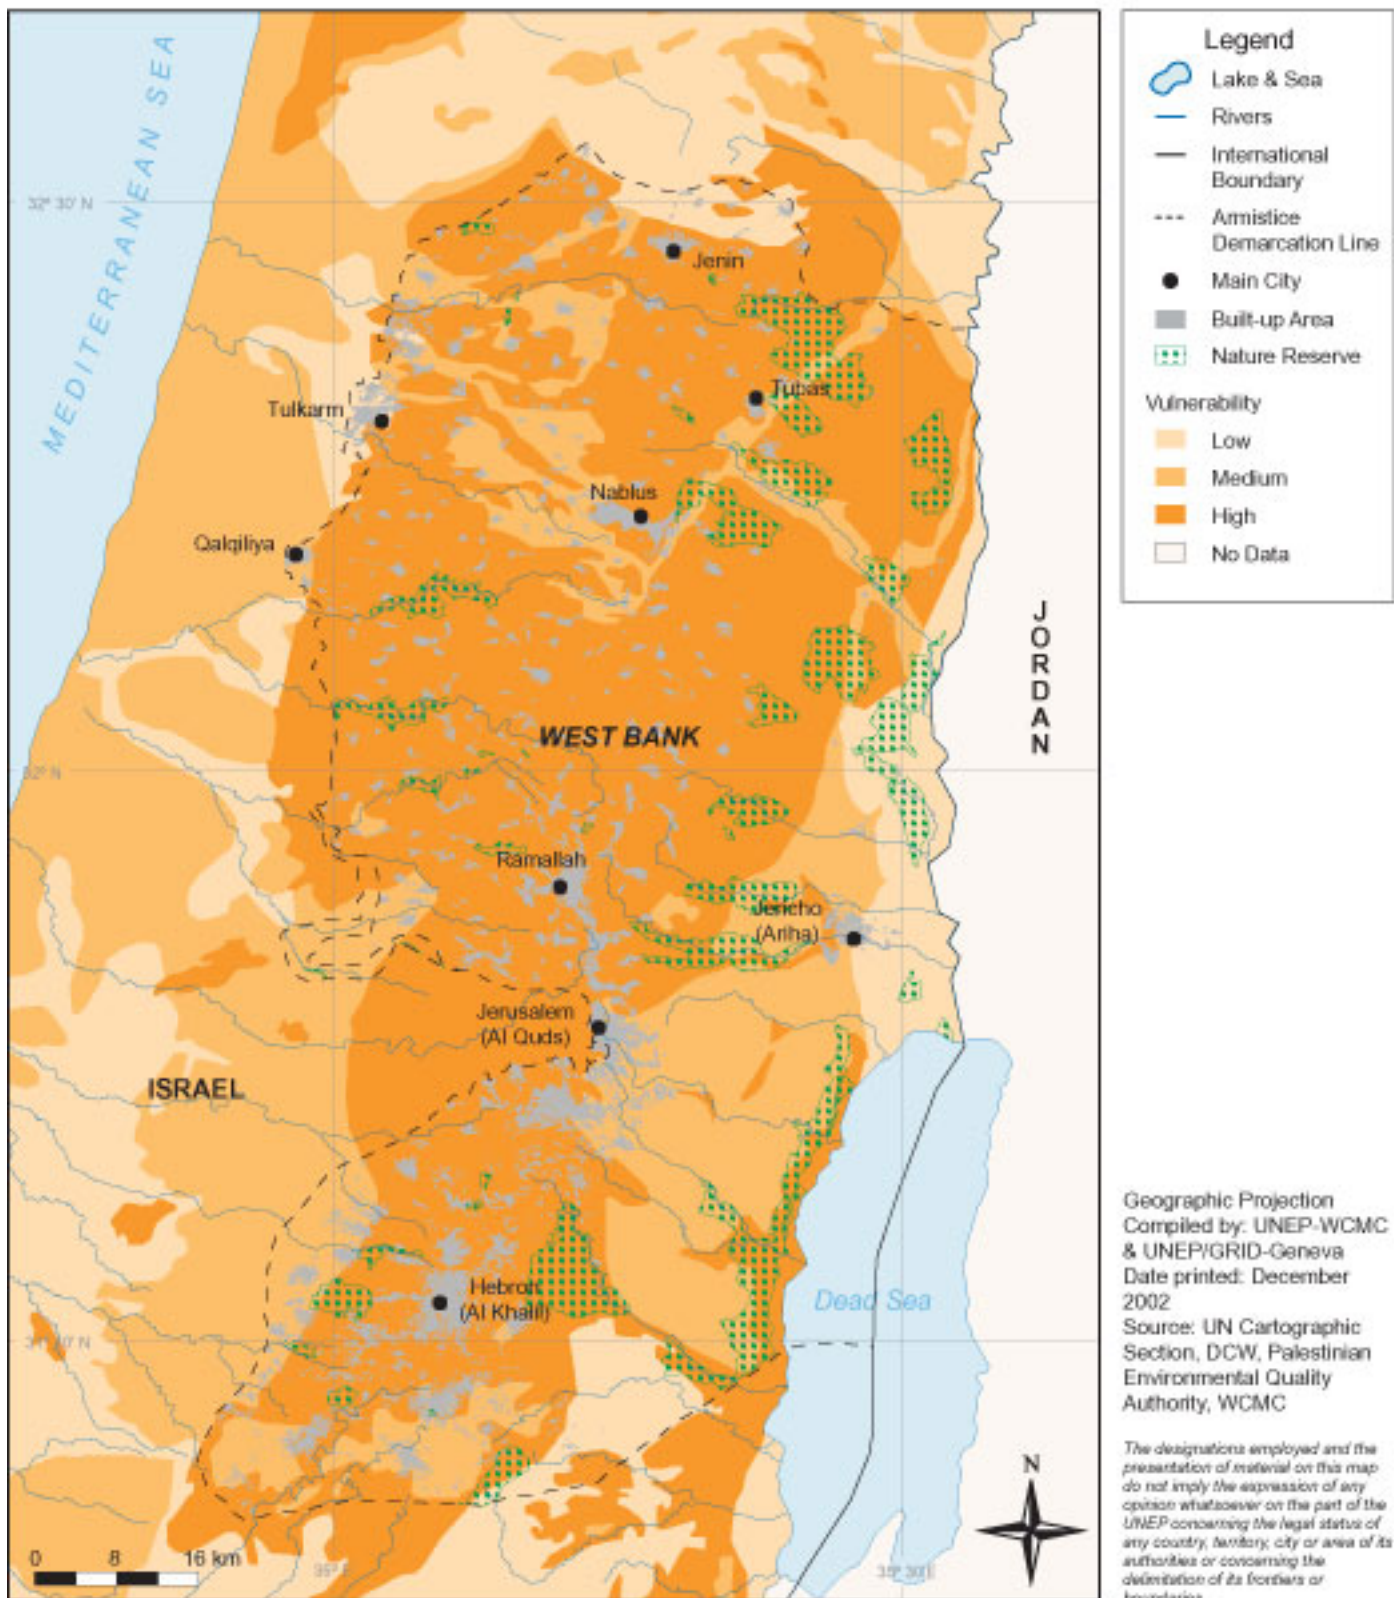 MEDITERRANEAN SEA
32° 30' N
Jenin
Tubas
Tulkarm
Nablus
Qalqiliya
JORDAN
WEST BANK
32° N
Ramallah
Jericho
(Ariha)
Jerusalem
(Al Quds)
ISRAEL
Hebron
(Al Khalil)
Dead Sea
N
0 8 16 km
35° E
35° 30' E
Legend
Lake & Sea
Rivers
International
Boundary
Armistice
Demarcation Line
Main City
Built-up Area
Nature Reserve
Vulnerability
Low
Medium
High
No Data
Geographic Projection
Compiled by: UNEP-WCMC
& UNEP/GRID-Geneva
Date printed: December
2002
Source: UN Cartographic
Section, DCW, Palestinian
Environmental Quality
Authority, WCMC
The designations employed and the
presentation of material on this map
do not imply the expression of any
opinion whatsoever on the part of the
UNEP concerning the legal status of
any country, territory, city or area of its
authorities or concerning the
delimitation of its frontiers or